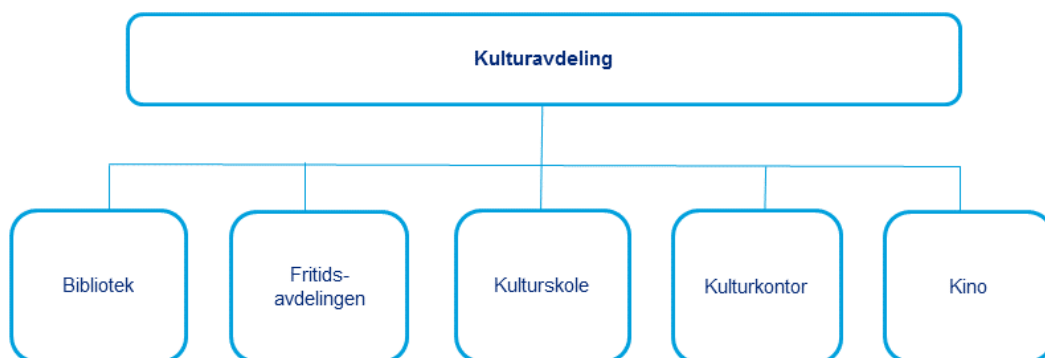 Kulturavdeling
Bibliotek
Fritids-
avdelingen
Kulturskole
Kulturkontor
Kino